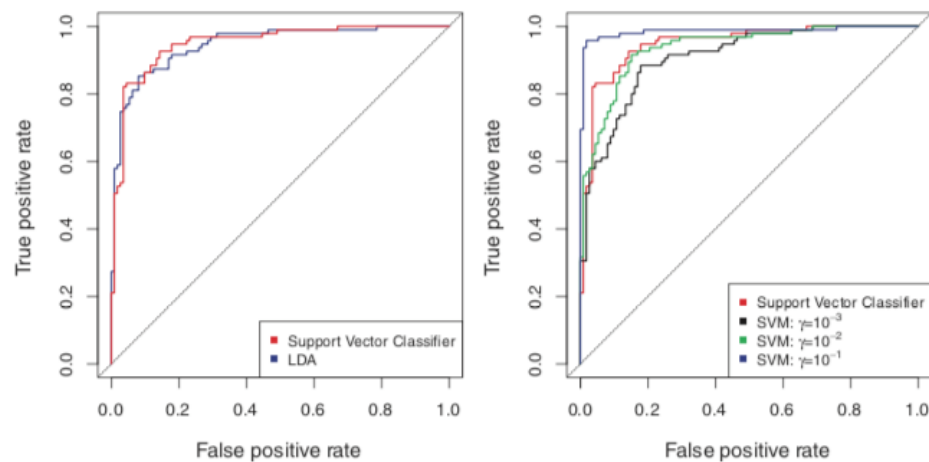 True positive rate
1.0
0.8
0.6
0.4
0.2
0.0
Support Vector Classifier
LDA
0.0 0.2 0.4 0.6 0.8 1.0
False positive rate
True positive rate
1.0
0.8
0.6
0.4
0.2
0.0
Support Vector Classifier
SVM: γ=10⁻³
SVM: γ=10⁻²
SVM: γ=10⁻¹
0.0 0.2 0.4 0.6 0.8 1.0
False positive rate